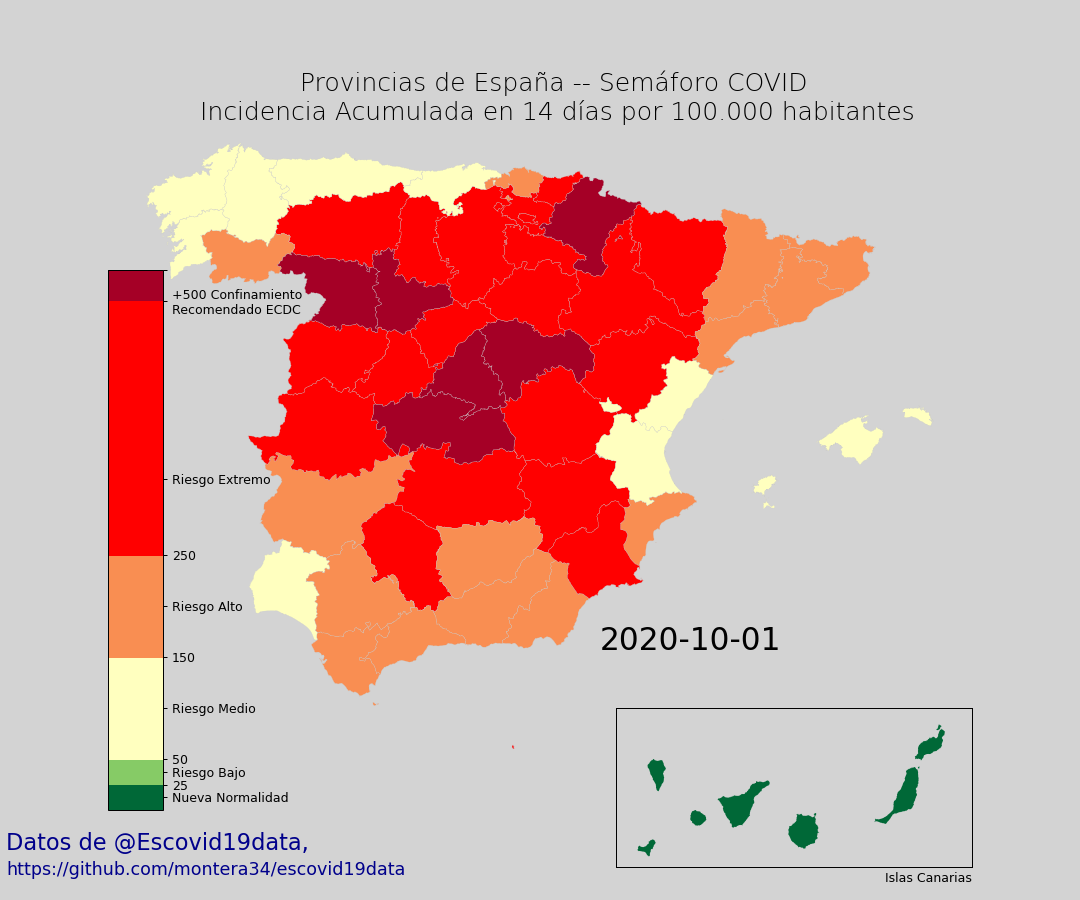 Provincias de España -- Semáforo COVID
Incidencia Acumulada en 14 días por 100.000 habitantes
+500 Confinamiento
Recomendado ECDC
Riesgo Extremo
250
Riesgo Alto
150
Riesgo Medio
50
Riesgo Bajo
25
Nueva Normalidad
2020-10-01
Islas Canarias
Datos de @Escovid19data,
https://github.com/montera34/escovid19data